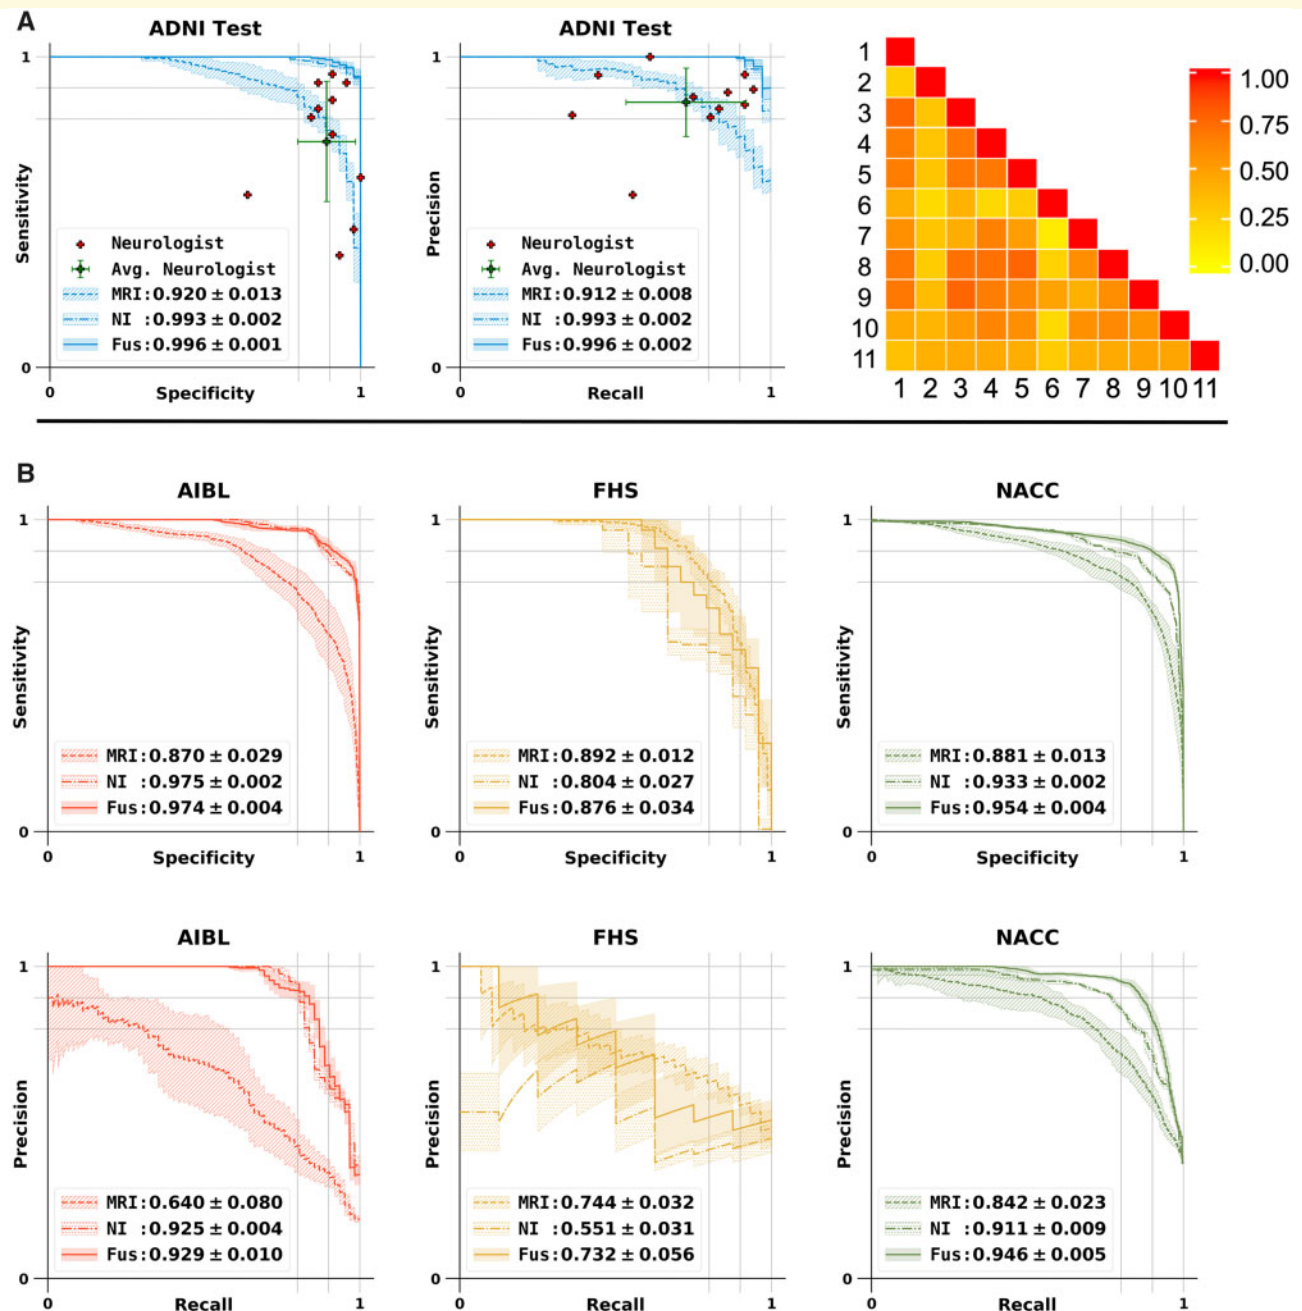 A
ADNI Test
1
Sensitivity
Neurologist
Avg. Neurologist
MRI:0.920 ± 0.013
NI :0.993 ± 0.002
Fus:0.996 ± 0.001
0
0
Specificity
1
ADNI Test
1
Precision
Neurologist
Avg. Neurologist
MRI:0.912 ± 0.008
NI :0.993 ± 0.002
Fus:0.996 ± 0.002
0
0
Recall
1
1
2
3
4
5
6
7
8
9
10
11
1 2 3 4 5 6 7 8 9 10 11
1.00
0.75
0.50
0.25
0.00
B
AIBL
1
Sensitivity
MRI:0.870 ± 0.029
NI :0.975 ± 0.002
Fus:0.974 ± 0.004
0
0
Specificity
1
FHS
1
Sensitivity
MRI:0.892 ± 0.012
NI :0.804 ± 0.027
Fus:0.876 ± 0.034
0
0
Specificity
1
NACC
1
Sensitivity
MRI:0.881 ± 0.013
NI :0.933 ± 0.002
Fus:0.954 ± 0.004
0
0
Specificity
1
AIBL
1
Precision
MRI:0.640 ± 0.080
NI :0.925 ± 0.004
Fus:0.929 ± 0.010
0
0
Recall
1
FHS
1
Precision
MRI:0.744 ± 0.032
NI :0.551 ± 0.031
Fus:0.732 ± 0.056
0
0
Recall
1
NACC
1
Precision
MRI:0.842 ± 0.023
NI :0.911 ± 0.009
Fus:0.946 ± 0.005
0
0
Recall
1